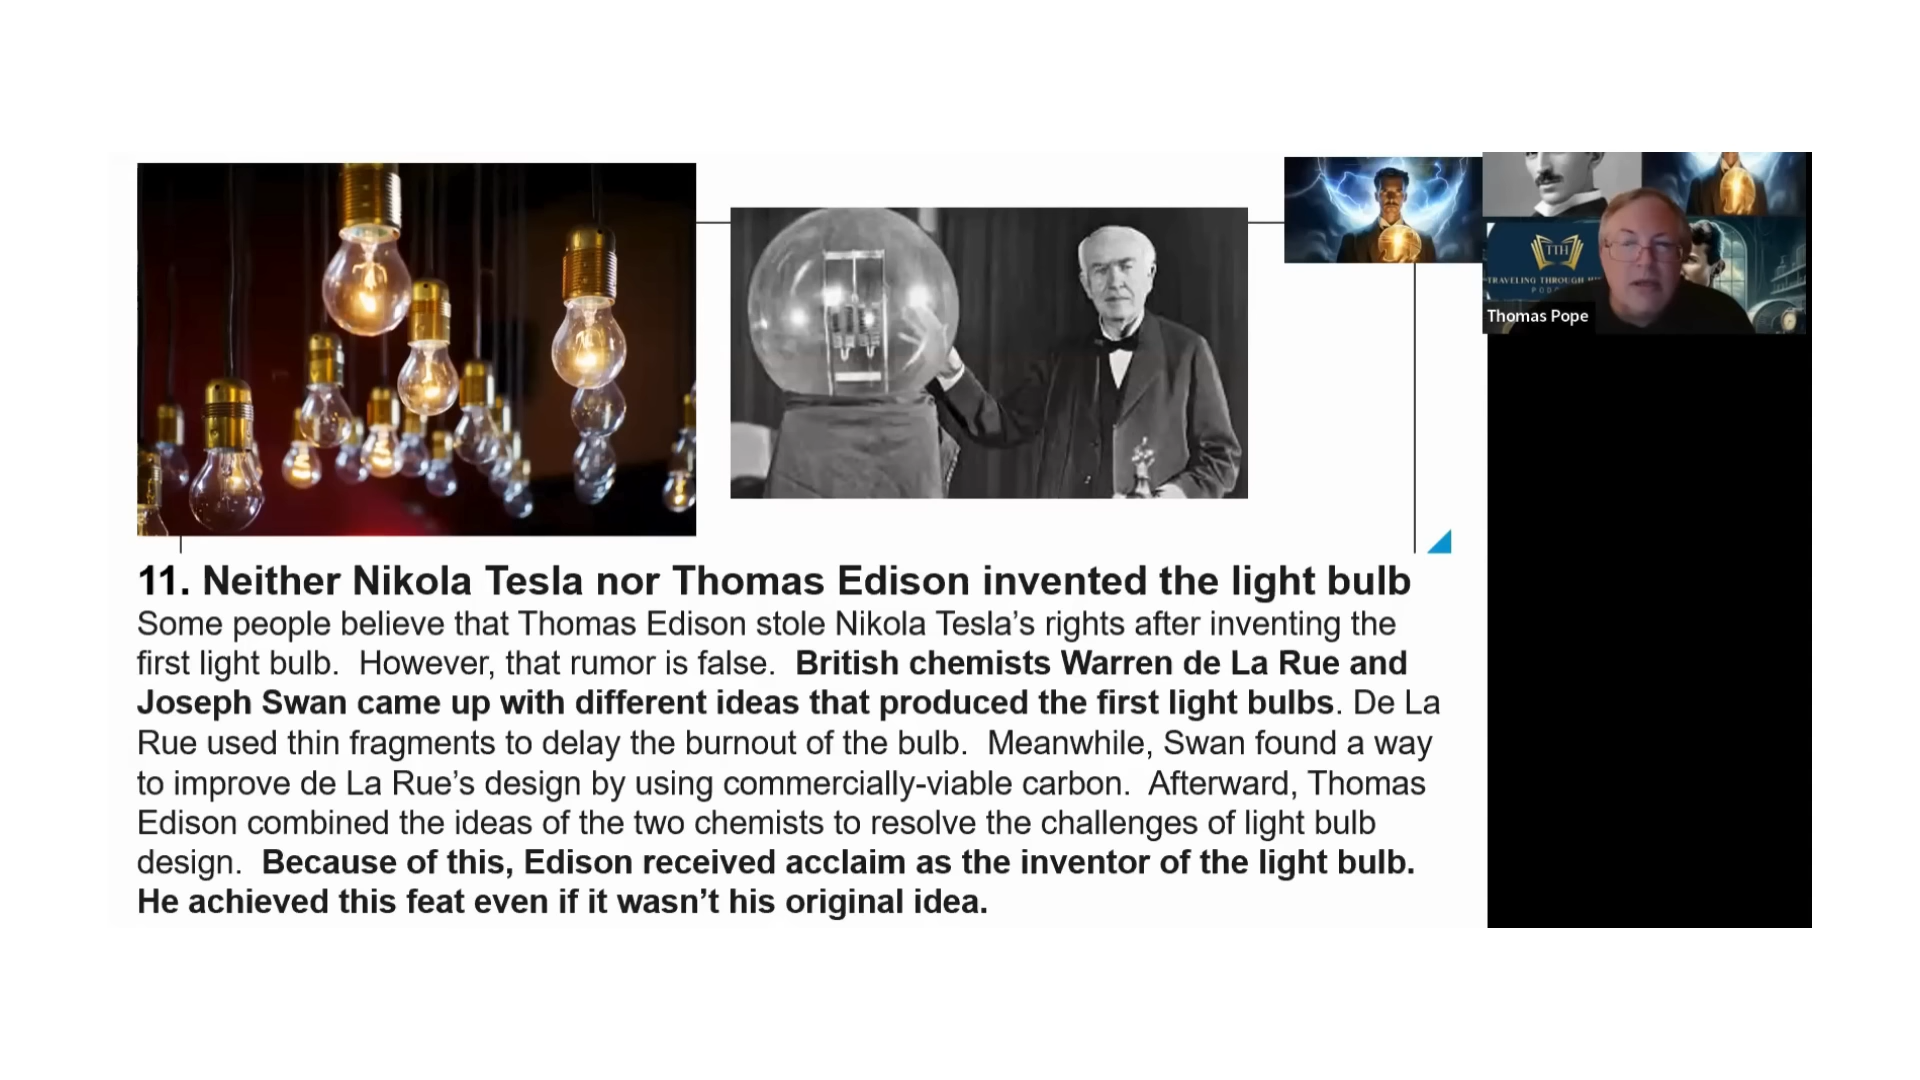 TTH
TRAVELING THROUGH
Thomas Pope
11. Neither Nikola Tesla nor Thomas Edison invented the light bulb
Some people believe that Thomas Edison stole Nikola Tesla’s rights after inventing the
first light bulb.  However, that rumor is false.  British chemists Warren de La Rue and
Joseph Swan came up with different ideas that produced the first light bulbs. De La
Rue used thin fragments to delay the burnout of the bulb.  Meanwhile, Swan found a way
to improve de La Rue’s design by using commercially-viable carbon.  Afterward, Thomas
Edison combined the ideas of the two chemists to resolve the challenges of light bulb
design.  Because of this, Edison received acclaim as the inventor of the light bulb.
He achieved this feat even if it wasn’t his original idea.